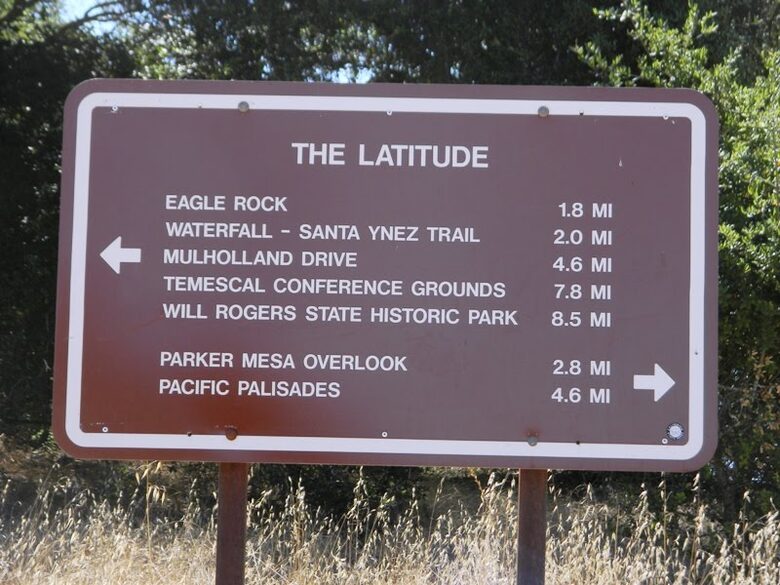 THE LATITUDE
EAGLE ROCK 1.8 MI
WATERFALL - SANTA YNEZ TRAIL 2.0 MI
MULHOLLAND DRIVE 4.6 MI
TEMESCAL CONFERENCE GROUNDS 7.8 MI
WILL ROGERS STATE HISTORIC PARK 8.5 MI
PARKER MESA OVERLOOK 2.8 MI
PACIFIC PALISADES 4.6 MI